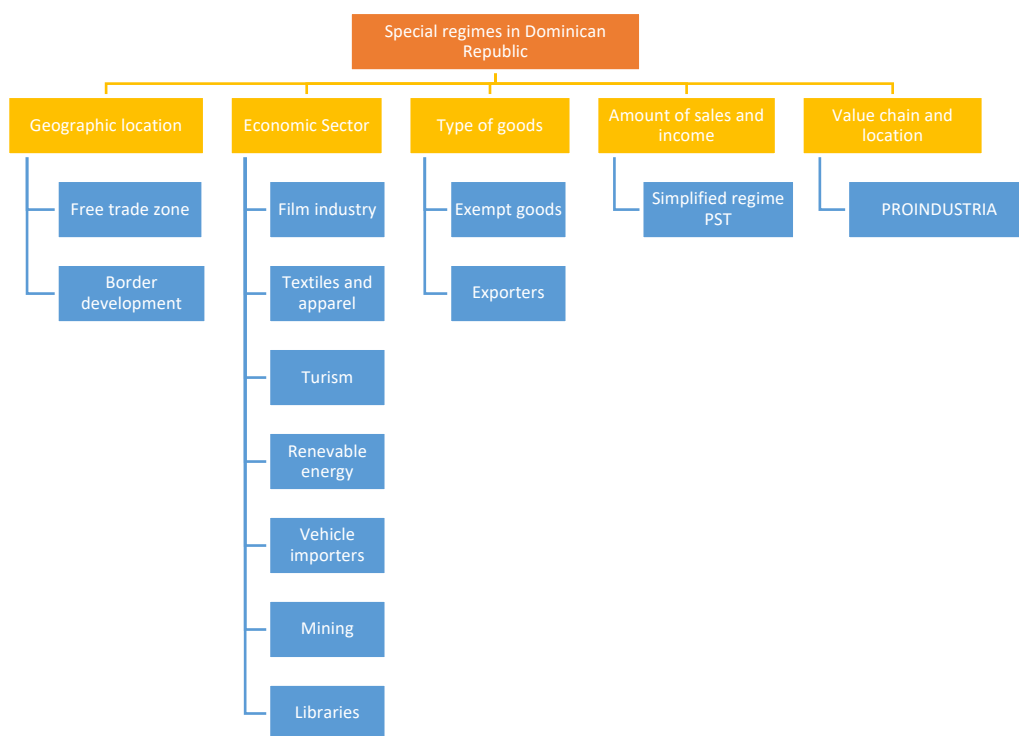 Special regimes in Dominican
Republic
Geographic location
Economic Sector
Type of goods
Amount of sales and
income
Value chain and
location
Free trade zone
Border
development
Film industry
Textiles and
apparel
Turism
Renevable
energy
Vehicle
importers
Mining
Libraries
Exempt goods
Exporters
Simplified regime
PST
PROINDUSTRIA